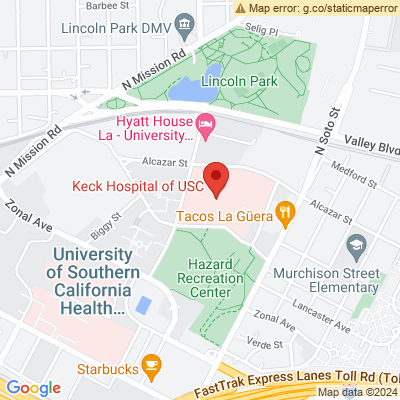 Map error: g.co/staticmaperror
Barbee St
Selig Pl
Lincoln Park
DMV
N Mission Rd
Lincoln Park
N Soto St
Hyatt House
La - University...
Valley Blvd
N Mission Rd
Alcazar St
Medford St
Keck Hospital of USC
Zonal Ave
Biggy St
Tacos La Güera
Alcazar St
University
of Southern
California
Health...
Hazard
Recreation
Center
Murchison Street
Elementary
Lancaster Ave
Zonal Ave
Verde St
Starbucks
FastTrak Express Lanes Toll Rd (Tol
Google
Map data ©2024